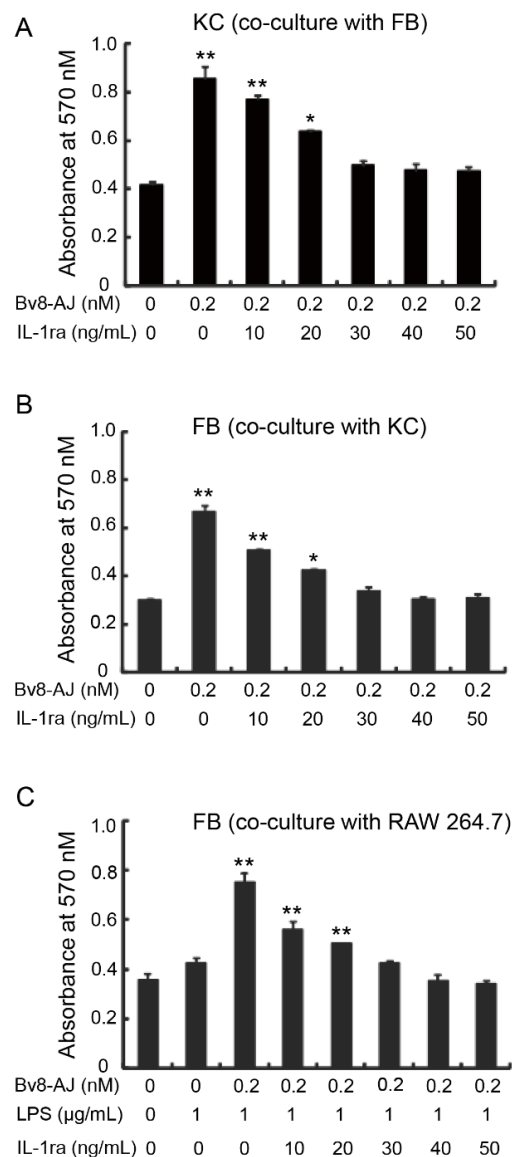 A
KC (co-culture with FB)
Absorbance at 570 nM
1.0
0.8
0.6
0.4
0.2
0
**
**
*
Bv8-AJ (nM) 0 0.2 0.2 0.2 0.2 0.2 0.2
IL-1ra (ng/mL) 0 0 10 20 30 40 50
B
FB (co-culture with KC)
Absorbance at 570 nM
1.0
0.8
0.6
0.4
0.2
0
**
**
*
Bv8-AJ (nM) 0 0.2 0.2 0.2 0.2 0.2 0.2
IL-1ra (ng/mL) 0 0 10 20 30 40 50
C
FB (co-culture with RAW 264.7)
Absorbance at 570 nM
1.0
0.8
0.6
0.4
0.2
0
**
**
**
Bv8-AJ (nM) 0 0 0.2 0.2 0.2 0.2 0.2 0.2
LPS (µg/mL) 0 1 1 1 1 1 1 1
IL-1ra (ng/mL) 0 0 0 10 20 30 40 50